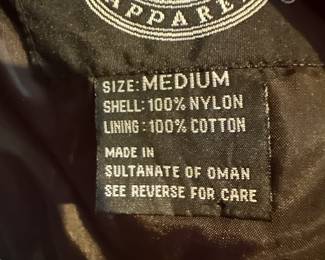 APPAREL
SIZE: MEDIUM
SHELL: 100% NYLON
LINING: 100% COTTON
MADE IN
SULTANATE OF OMAN
SEE REVERSE FOR CARE